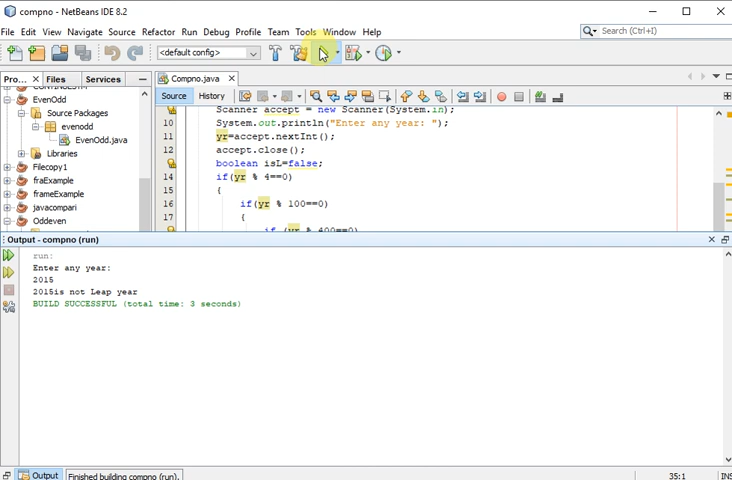 compno - NetBeans IDE 8.2
File Edit View Navigate Source Refactor Run Debug Profile Team Tools Window Help
Search (Ctrl+I)
<default config>
Pro... Files Services
Compno.java
Source History
CONTINGESTM
EvenOdd
Source Packages
evenodd
EvenOdd.java
Libraries
Filecopy1
fraExample
frameExample
javacompari
Oddeven
Scanner accept = new Scanner(System.in);
10 System.out.println("Enter any year: ");
11 yr=accept.nextInt();
12 accept.close();
boolean isL=false;
14 if(yr % 4==0)
15 {
16 if(yr % 100==0)
17 {
if (yr % 400==0)
Output - compno (run)
run:
Enter any year:
2015
2015is not Leap year
BUILD SUCCESSFUL (total time: 3 seconds)
Output Finished building compno (run). 35:1 INS